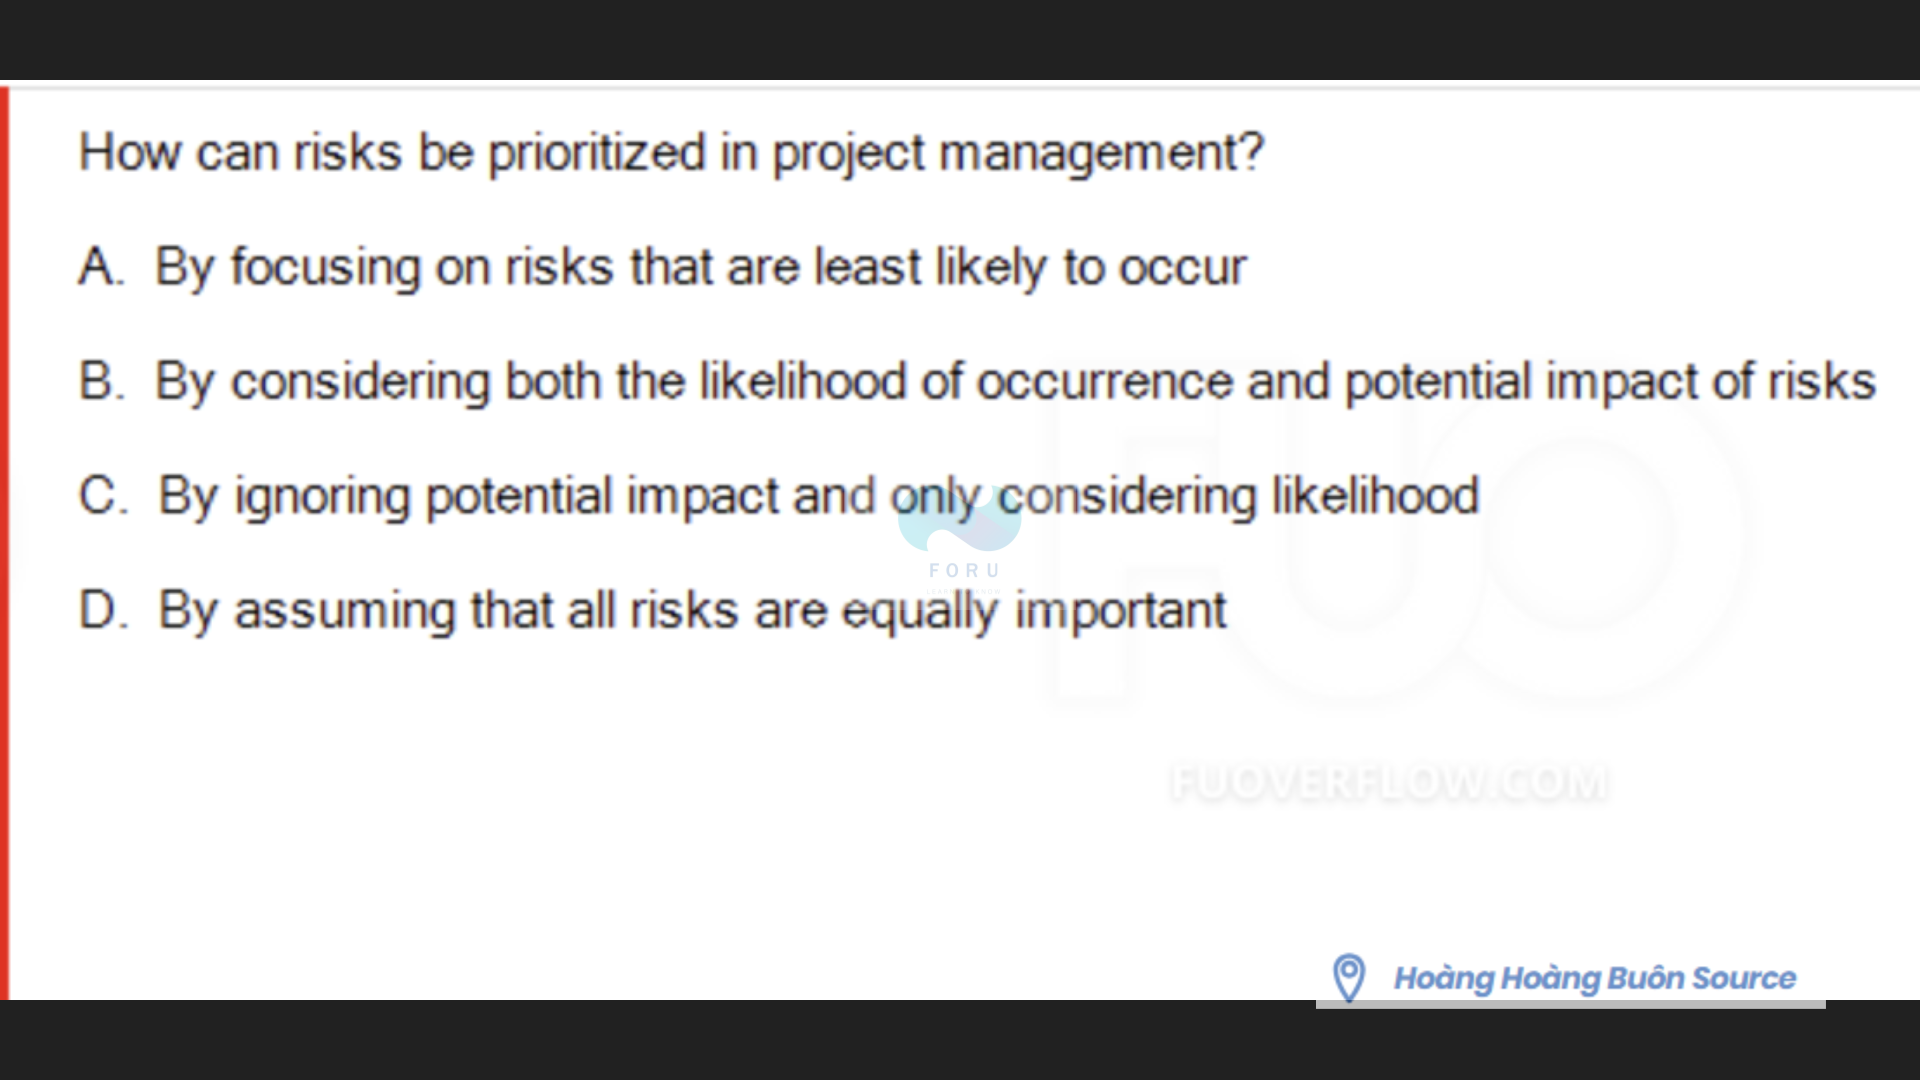 How can risks be prioritized in project management?
A. By focusing on risks that are least likely to occur
B. By considering both the likelihood of occurrence and potential impact of risks
C. By ignoring potential impact and only considering likelihood
FORU
D. By assuming that all risks are equally important
FUO
FUOVERFLOW.COM
Hoàng Hoàng Buôn Source